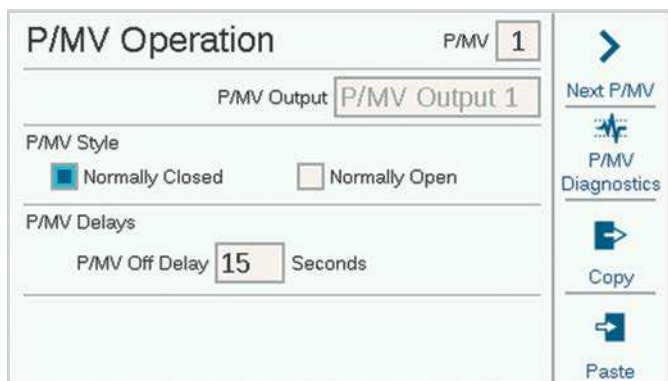 P/MV Operation
P/MV 1
P/MV Output P/MV Output 1
P/MV Style
Normally Closed Normally Open
P/MV Delays
P/MV Off Delay 15 Seconds
Next P/MV
P/MV
Diagnostics
Copy
Paste